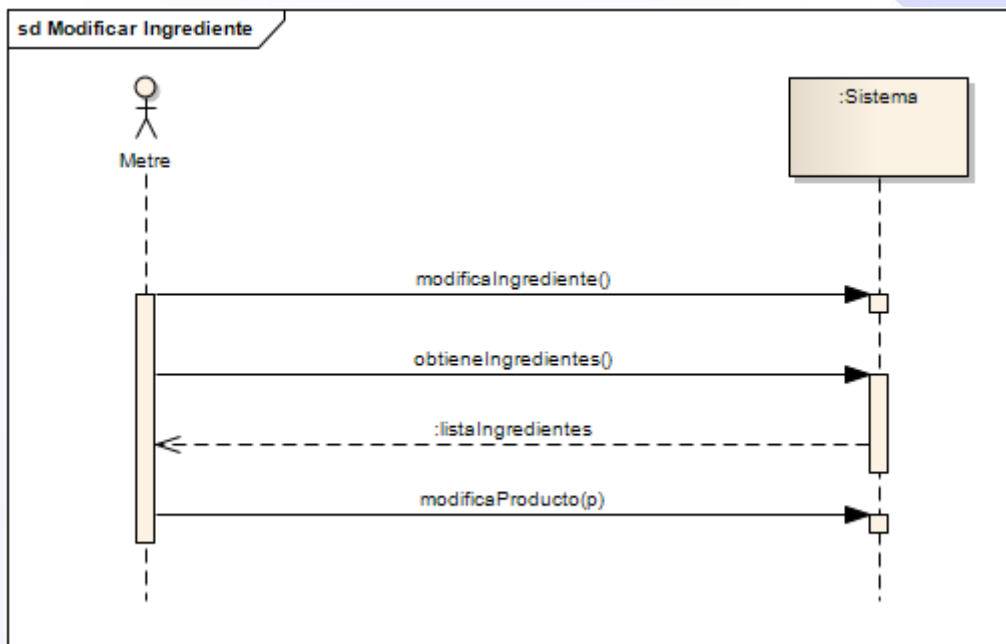 sd Modificar Ingrediente
Metre
:Sistema
modificaIngrediente()
obtieneIngredientes()
:listaIngredientes
modificaProducto(p)